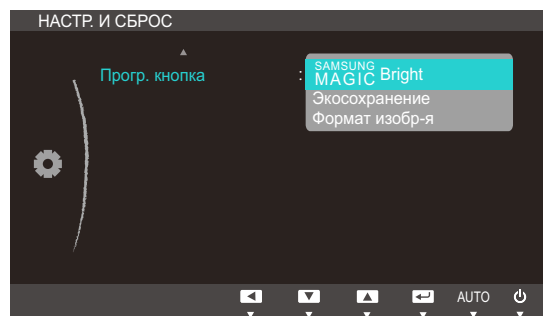 НАСТР. И СБРОС
Прогр. кнопка : SAMSUNG MAGIC Bright
Экосохранение
Формат изобр-я
AUTO